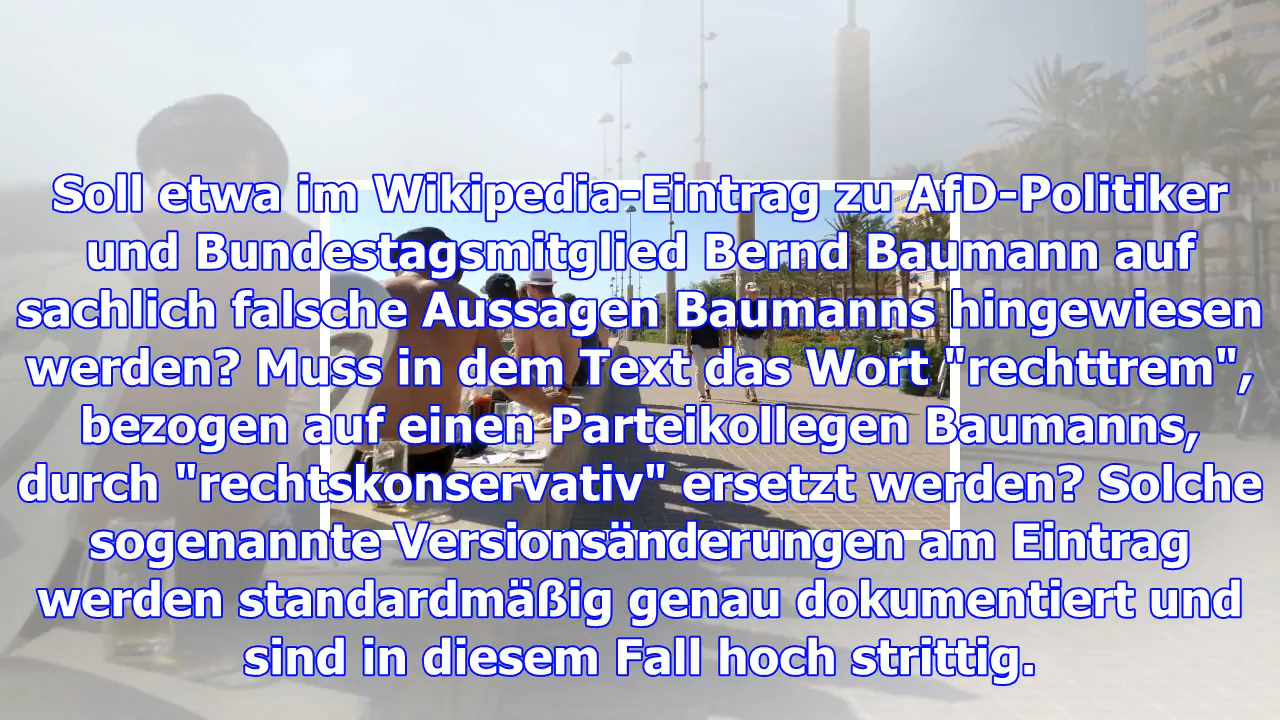 Soll etwa im Wikipedia-Eintrag zu AfD-Politiker
und Bundestagsmitglied Bernd Baumann auf
sachlich falsche Aussagen Baumanns hingewiesen
werden? Muss in dem Text das Wort "rechttrem",
bezogen auf einen Parteikollegen Baumanns,
durch "rechtskonservativ" ersetzt werden? Solche
sogenannte Versionsänderungen am Eintrag
werden standardmäßig genau dokumentiert und
sind in diesem Fall hoch strittig.